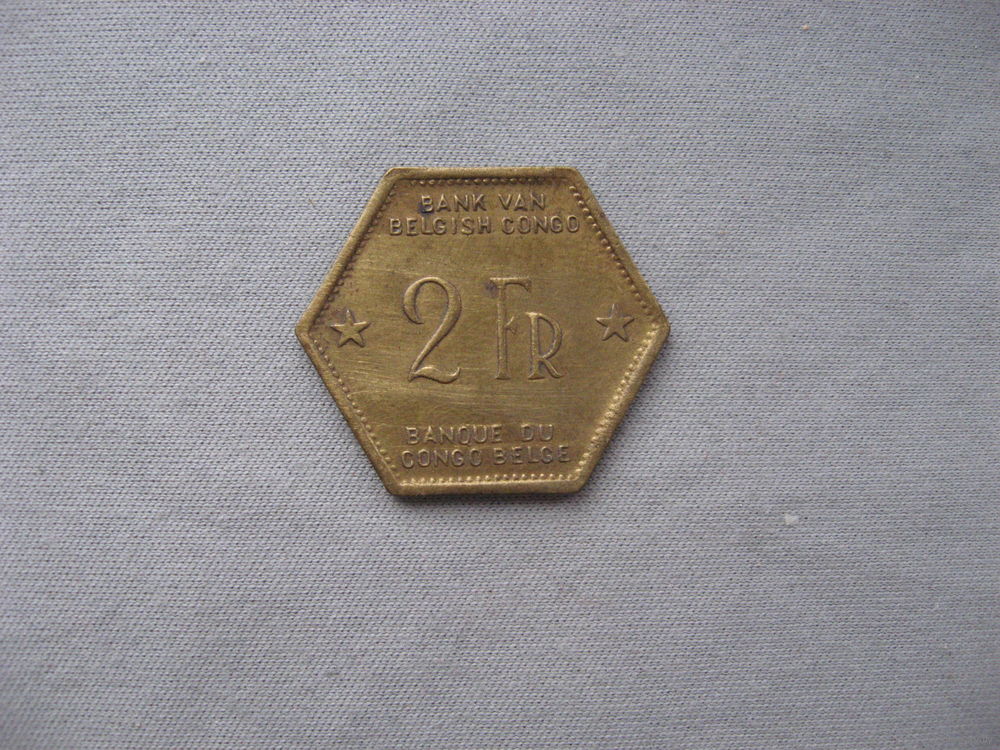 BANK VAN
BELGISH CONGO
2 FR
BANQUE DU
CONGO BELGE